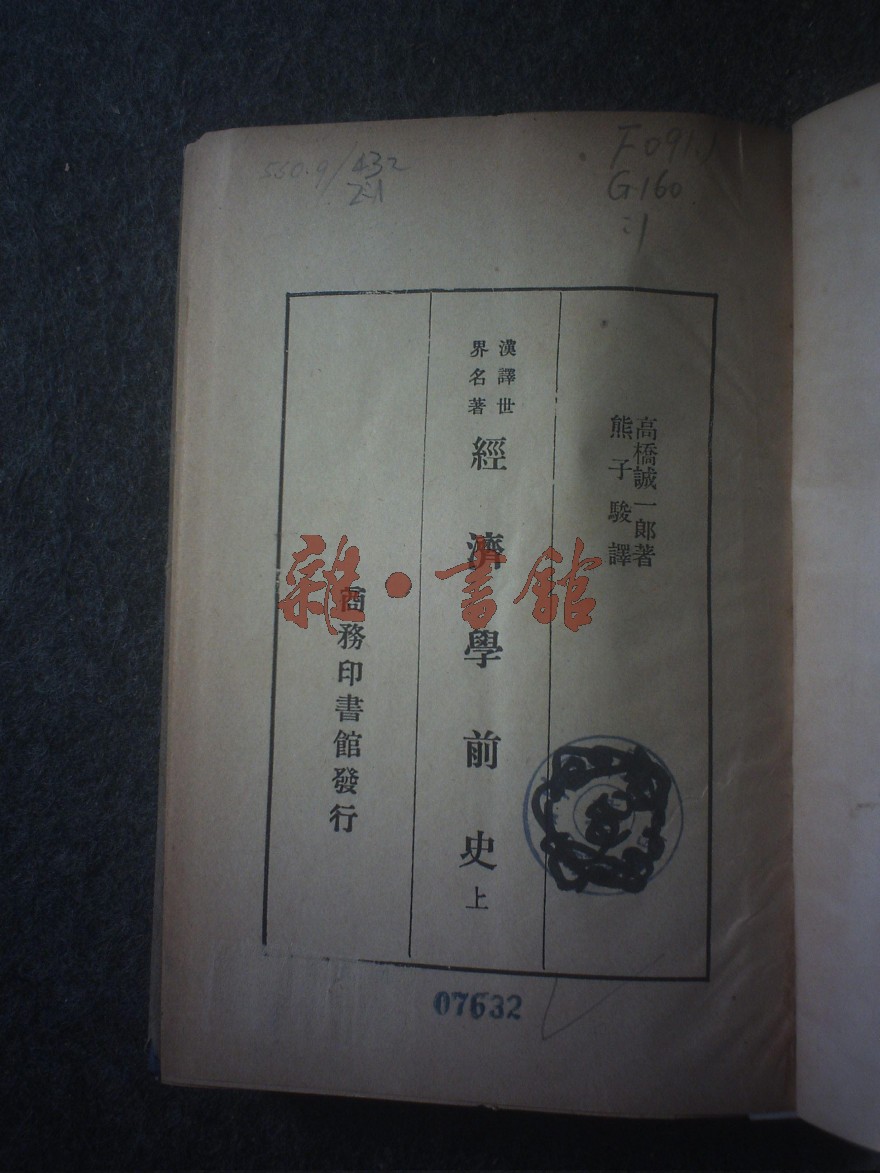 550.9/432
Z:1
F091.1
G160
:1
高橋誠一郎著
熊子駿譯
漢譯世
界名著
經濟學前史上
商務印書館發行
雜·書館
07632